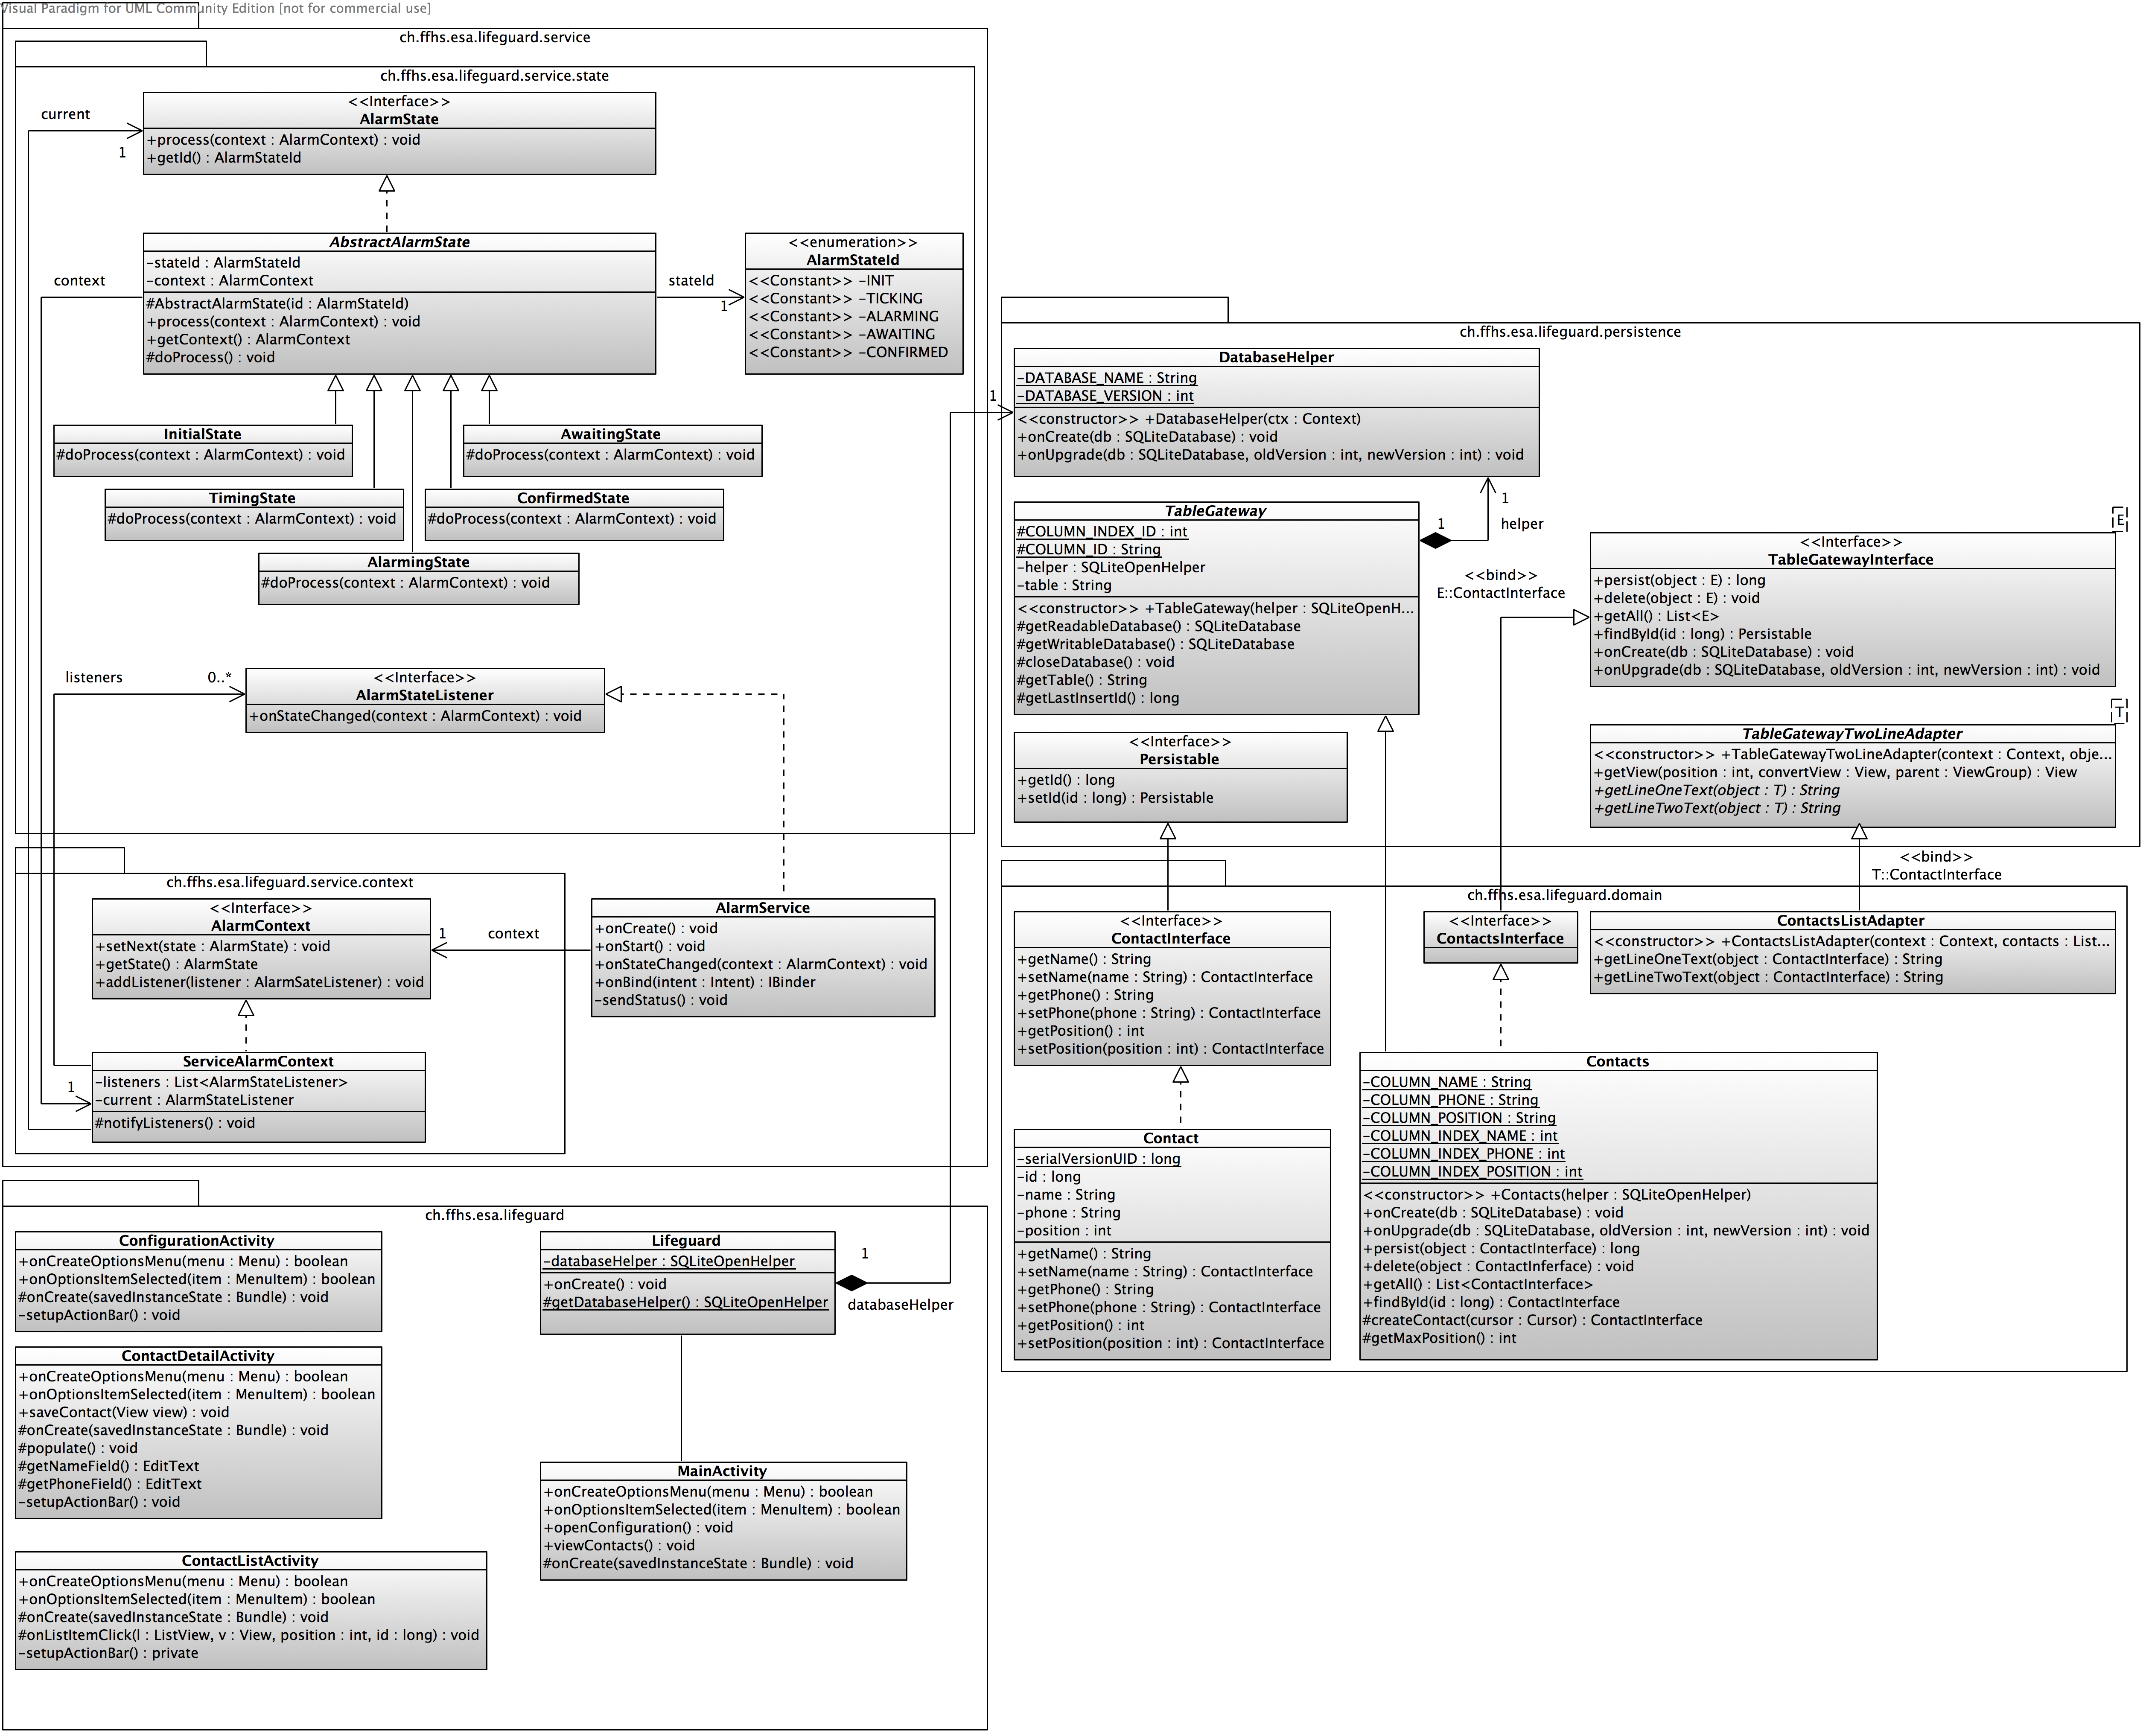 Visual Paradigm for UML Community Edition [not for commercial use]
ch.ffhs.esa.lifeguard.service
ch.ffhs.esa.lifeguard.service.state
current
1
<<Interface>>
AlarmState
+process(context : AlarmContext) : void
+getId() : AlarmStateId
AbstractAlarmState
-stateId : AlarmStateId
-context : AlarmContext
#AbstractAlarmState(id : AlarmStateId)
+process(context : AlarmContext) : void
+getContext() : AlarmContext
#doProcess() : void
context
stateId
1
<<enumeration>>
AlarmStateId
<<Constant>> -INIT
<<Constant>> -TICKING
<<Constant>> -ALARMING
<<Constant>> -AWAITING
<<Constant>> -CONFIRMED
InitialState
#doProcess(context : AlarmContext) : void
AwaitingState
#doProcess(context : AlarmContext) : void
TimingState
#doProcess(context : AlarmContext) : void
ConfirmedState
#doProcess(context : AlarmContext) : void
AlarmingState
#doProcess(context : AlarmContext) : void
listeners
0..*
<<Interface>>
AlarmStateListener
+onStateChanged(context : AlarmContext) : void
ch.ffhs.esa.lifeguard.service.context
<<Interface>>
AlarmContext
+setNext(state : AlarmState) : void
+getState() : AlarmState
+addListener(listener : AlarmSateListener) : void
1
context
AlarmService
+onCreate() : void
+onStart() : void
+onStateChanged(context : AlarmContext) : void
+onBind(intent : Intent) : IBinder
-sendStatus() : void
1
ServiceAlarmContext
-listeners : List<AlarmStateListener>
-current : AlarmStateListener
#notifyListeners() : void
ch.ffhs.esa.lifeguard
ConfigurationActivity
+onCreateOptionsMenu(menu : Menu) : boolean
+onOptionsItemSelected(item : MenuItem) : boolean
#onCreate(savedInstanceState : Bundle) : void
-setupActionBar() : void
ContactDetailActivity
+onCreateOptionsMenu(menu : Menu) : boolean
+onOptionsItemSelected(item : MenuItem) : boolean
+saveContact(View view) : void
#onCreate(savedInstanceState : Bundle) : void
#populate() : void
#getNameField() : EditText
#getPhoneField() : EditText
-setupActionBar() : void
ContactListActivity
+onCreateOptionsMenu(menu : Menu) : boolean
+onOptionsItemSelected(item : MenuItem) : boolean
#onCreate(savedInstanceState : Bundle) : void
#onListItemClick(l : ListView, v : View, position : int, id : long) : void
-setupActionBar() : private
Lifeguard
-databaseHelper : SQLiteOpenHelper
+onCreate() : void
#getDatabaseHelper() : SQLiteOpenHelper
1
databaseHelper
MainActivity
+onCreateOptionsMenu(menu : Menu) : boolean
+onOptionsItemSelected(item : MenuItem) : boolean
+openConfiguration() : void
+viewContacts() : void
#onCreate(savedInstanceState : Bundle) : void
ch.ffhs.esa.lifeguard.persistence
1
DatabaseHelper
-DATABASE_NAME : String
-DATABASE_VERSION : int
<<constructor>> +DatabaseHelper(ctx : Context)
+onCreate(db : SQLiteDatabase) : void
+onUpgrade(db : SQLiteDatabase, oldVersion : int, newVersion : int) : void
TableGateway
#COLUMN_INDEX_ID : int
#COLUMN_ID : String
-helper : SQLiteOpenHelper
-table : String
<<constructor>> +TableGateway(helper : SQLiteOpenH...
#getReadableDatabase() : SQLiteDatabase
#getWritableDatabase() : SQLiteDatabase
#closeDatabase() : void
#getTable() : String
#getLastInsertId() : long
1
1
helper
<<bind>>
E::ContactInterface
E
<<Interface>>
TableGatewayInterface
+persist(object : E) : long
+delete(object : E) : void
+getAll() : List<E>
+findById(id : long) : Persistable
+onCreate(db : SQLiteDatabase) : void
+onUpgrade(db : SQLiteDatabase, oldVersion : int, newVersion : int) : void
T
TableGatewayTwoLineAdapter
<<constructor>> +TableGatewayTwoLineAdapter(context : Context, obje...
+getView(position : int, convertView : View, parent : ViewGroup) : View
+getLineOneText(object : T) : String
+getLineTwoText(object : T) : String
<<Interface>>
Persistable
+getId() : long
+setId(id : long) : Persistable
<<bind>>
T::ContactInterface
ch.ffhs.esa.lifeguard.domain
<<Interface>>
ContactInterface
+getName() : String
+setName(name : String) : ContactInterface
+getPhone() : String
+setPhone(phone : String) : ContactInterface
+getPosition() : int
+setPosition(position : int) : ContactInterface
<<Interface>>
ContactsInterface
ContactsListAdapter
<<constructor>> +ContactsListAdapter(context : Context, contacts : List...
+getLineOneText(object : ContactInterface) : String
+getLineTwoText(object : ContactInterface) : String
Contact
-serialVersionUID : long
-id : long
-name : String
-phone : String
-position : int
+getName() : String
+setName(name : String) : ContactInterface
+getPhone() : String
+setPhone(phone : String) : ContactInterface
+getPosition() : int
+setPosition(position : int) : ContactInterface
Contacts
-COLUMN_NAME : String
-COLUMN_PHONE : String
-COLUMN_POSITION : String
-COLUMN_INDEX_NAME : int
-COLUMN_INDEX_PHONE : int
-COLUMN_INDEX_POSITION : int
<<constructor>> +Contacts(helper : SQLiteOpenHelper)
+onCreate(db : SQLiteDatabase) : void
+onUpgrade(db : SQLiteDatabase, oldVersion : int, newVersion : int) : void
+persist(object : ContactInterface) : long
+delete(object : ContactInferface) : void
+getAll() : List<ContactInterface>
+findById(id : long) : ContactInterface
#createContact(cursor : Cursor) : ContactInterface
#getMaxPosition() : int